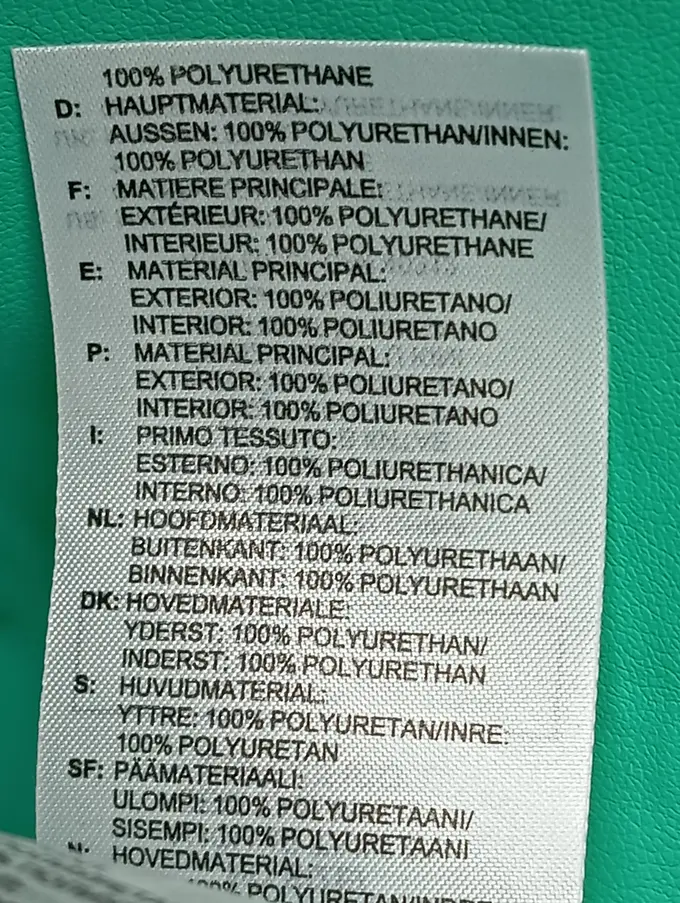 100% POLYURETHANE
D: HAUPTMATERIAL:
AUSSEN: 100% POLYURETHAN/INNEN:
100% POLYURETHAN
F: MATIERE PRINCIPALE:
EXTÉRIEUR: 100% POLYURETHANE/
INTERIEUR: 100% POLYURETHANE
E: MATERIAL PRINCIPAL:
EXTERIOR: 100% POLIURETANO/
INTERIOR: 100% POLIURETANO
P: MATERIAL PRINCIPAL:
EXTERIOR: 100% POLIURETANO/
INTERIOR: 100% POLIURETANO
I: PRIMO TESSUTO:
ESTERNO: 100% POLIURETHANICA/
INTERNO: 100% POLIURETHANICA
NL: HOOFDMATERIAAL:
BUITENKANT: 100% POLYURETHAAN/
BINNENKANT: 100% POLYURETHAAN
DK: HOVEDMATERIALE:
YDERST: 100% POLYURETHAN/
INDERST: 100% POLYURETHAN
S: HUVUDMATERIAL:
YTTRE: 100% POLYURETAN/INRE:
100% POLYURETAN
SF: PÄÄMATERIAALI:
ULOMPI: 100% POLYURETAANI/
SISEMPI: 100% POLYURETAANI
N: HOVEDMATERIAL:
100%